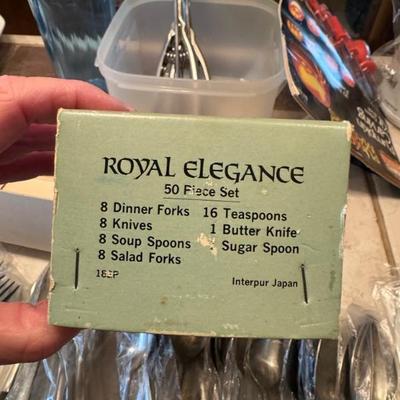 ROYAL ELEGANCE
50 Piece Set
8 Dinner Forks
8 Knives
8 Soup Spoons
8 Salad Forks
16 Teaspoons
1 Butter Knife
Sugar Spoon
Interpur Japan